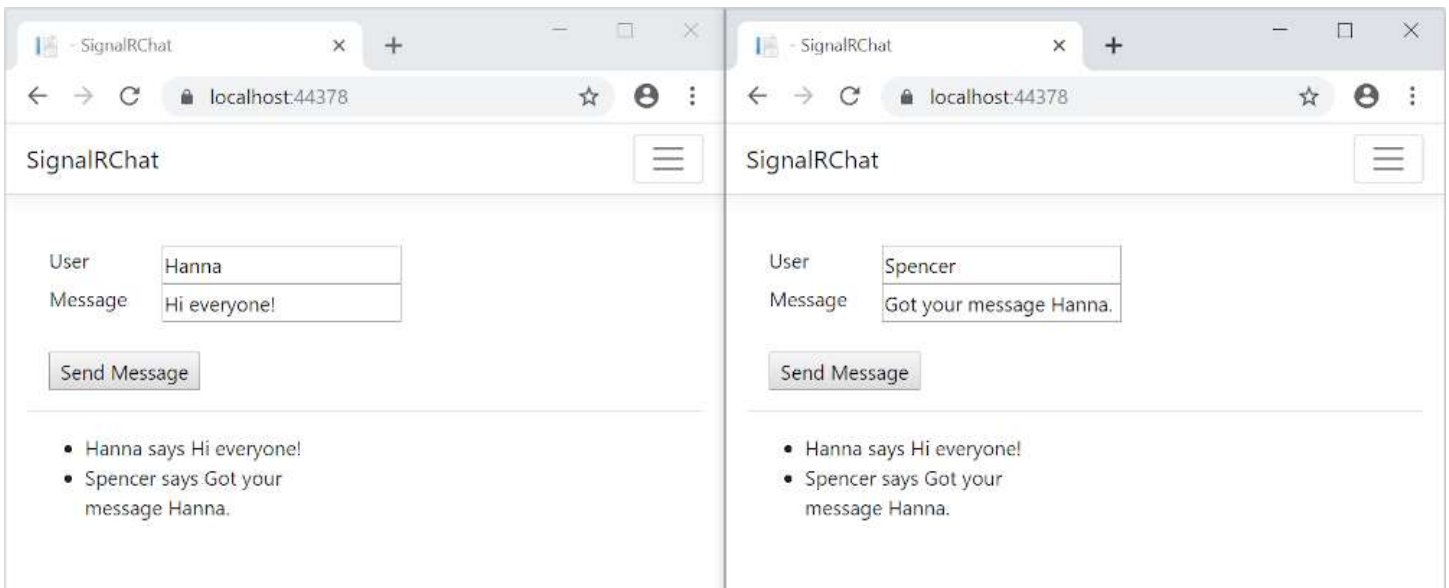 - SignalRChat
localhost:44378
SignalRChat
User
Hanna
Message
Hi everyone!
Send Message
Hanna says Hi everyone!
Spencer says Got your
message Hanna.
- SignalRChat
localhost:44378
SignalRChat
User
Spencer
Message
Got your message Hanna.
Send Message
Hanna says Hi everyone!
Spencer says Got your
message Hanna.